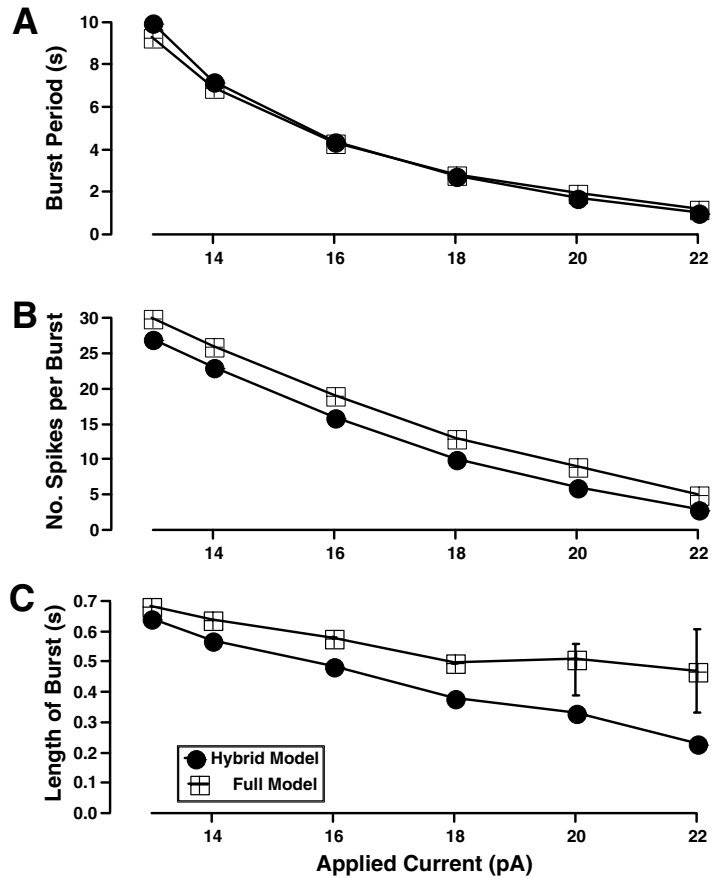 A
Burst Period (s)
10
8
6
4
2
0
14 16 18 20 22
B
No. Spikes per Burst
30
25
20
15
10
5
0
14 16 18 20 22
C
Length of Burst (s)
0.7
0.6
0.5
0.4
0.3
0.2
0.1
0.0
Hybrid Model
Full Model
14 16 18 20 22
Applied Current (pA)